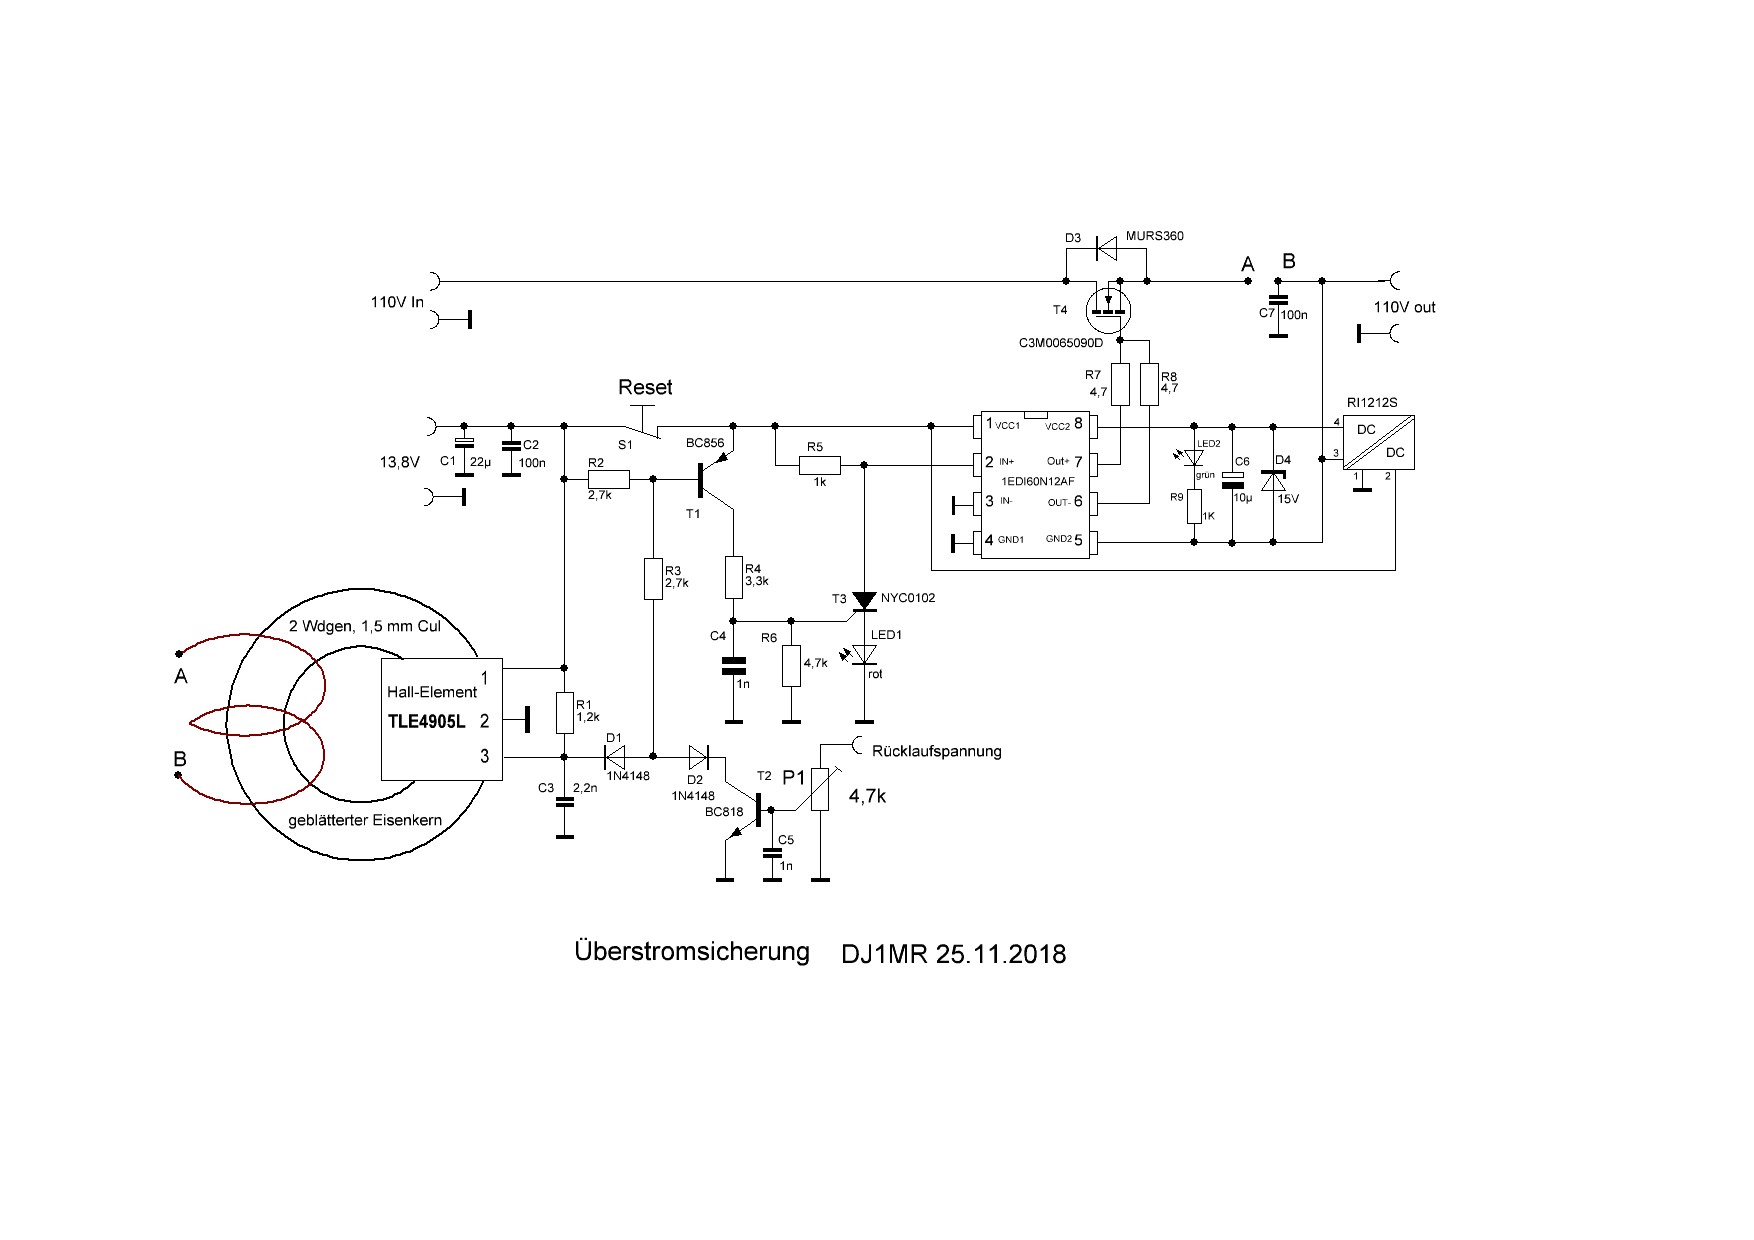 D3
MURS360
A
B
110V In
T4
C7
100n
110V out
C3M0065090D
R7
4,7
R8
4,7
Reset
RI1212S
13,8V
C1
22µ
C2
100n
S1
BC856
R5
1k
1
VCC1
VCC2
8
2
IN+
Out+
7
1EDI60N12AF
3
IN-
OUT-
6
4
GND1
GND2
5
LED2
grün
R9
1K
C6
10µ
D4
15V
4
3
DC
DC
1
2
R2
2,7k
T1
R3
2,7k
R4
3,3k
T3
NYC0102
C4
1n
R6
4,7k
LED1
rot
2 Wdgen, 1,5 mm Cul
A
B
Hall-Element
TLE4905L
1
2
3
geblätterter Eisenkern
R1
1,2k
C3
2,2n
D1
1N4148
D2
1N4148
T2
BC818
P1
4,7k
Rücklaufspannung
C5
1n
Überstromsicherung DJ1MR 25.11.2018